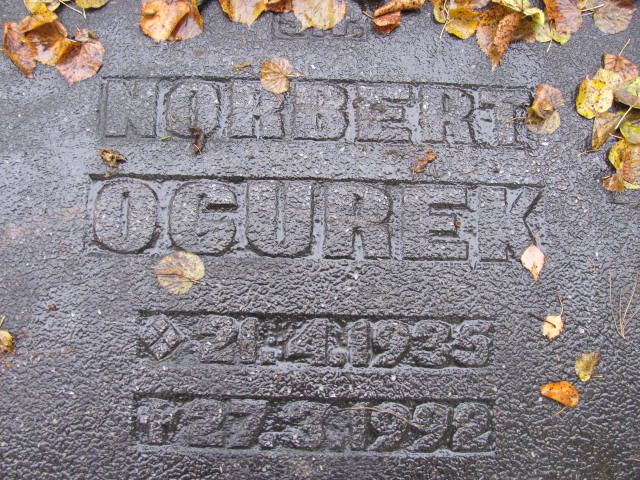 NORBERT
OCUREK
21.4.1935
† 27.3.1992